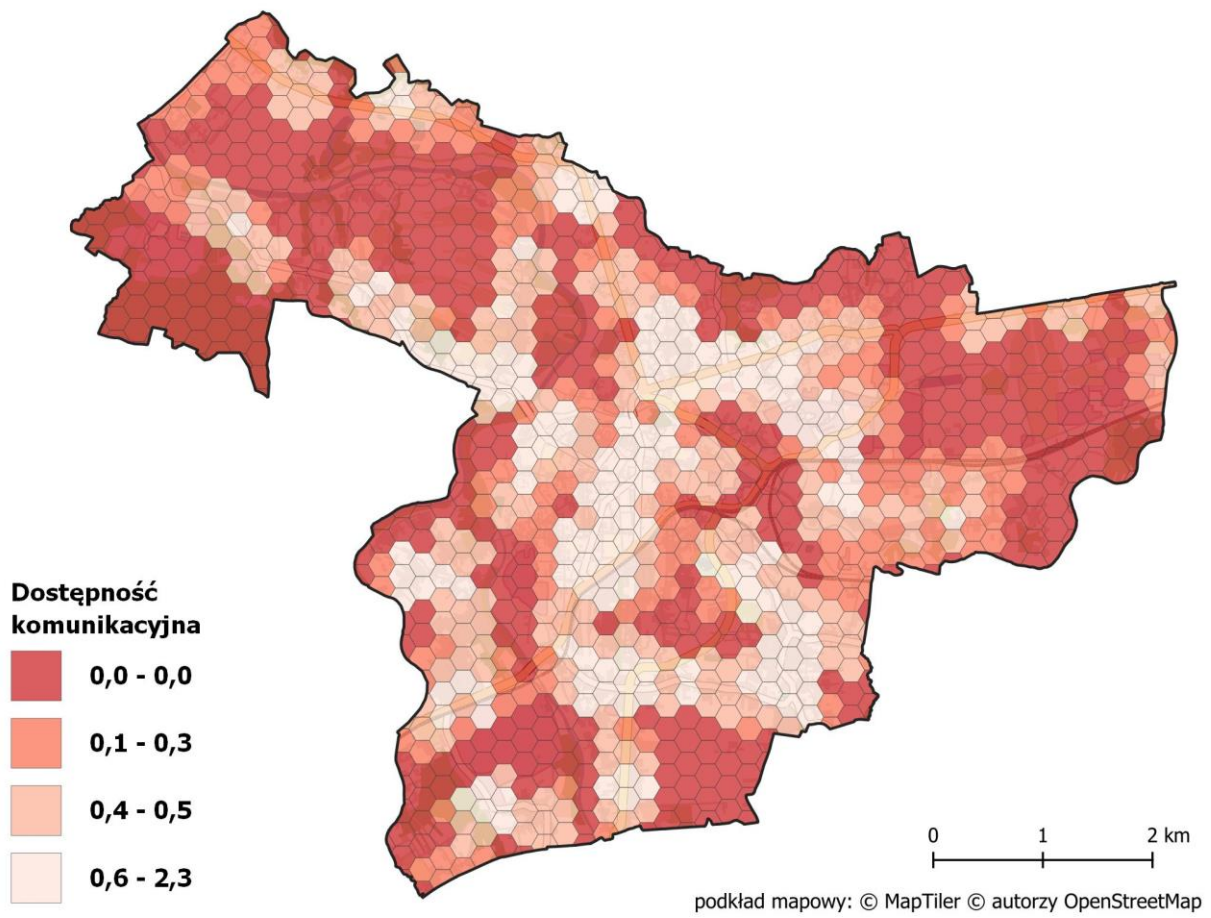 Dostępność
komunikacyjna
0,0 - 0,0
0,1 - 0,3
0,4 - 0,5
0,6 - 2,3
0 1 2 km
podkład mapowy: © MapTiler © autorzy OpenStreetMap